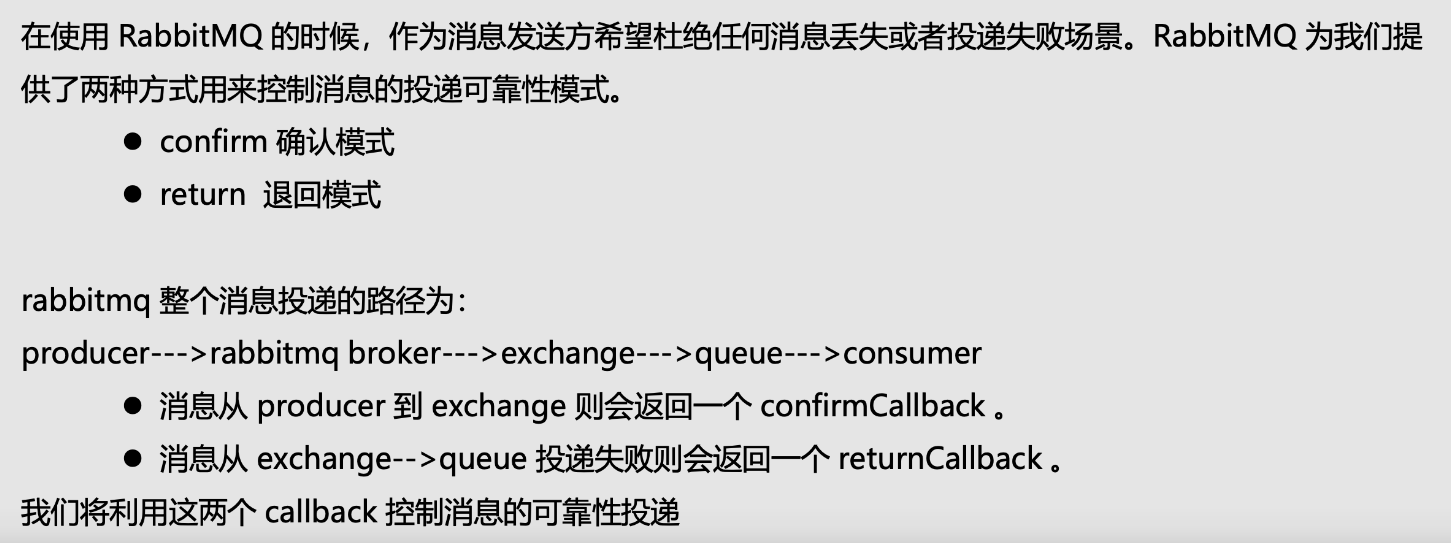 在使用 RabbitMQ 的时候，作为消息发送方希望杜绝任何消息丢失或者投递失败场景。RabbitMQ 为我们提
供了两种方式用来控制消息的投递可靠性模式。
● confirm 确认模式
● return 退回模式
rabbitmq 整个消息投递的路径为：
producer--->rabbitmq broker--->exchange--->queue--->consumer
● 消息从 producer 到 exchange 则会返回一个 confirmCallback 。
● 消息从 exchange-->queue 投递失败则会返回一个 returnCallback 。
我们将利用这两个 callback 控制消息的可靠性投递